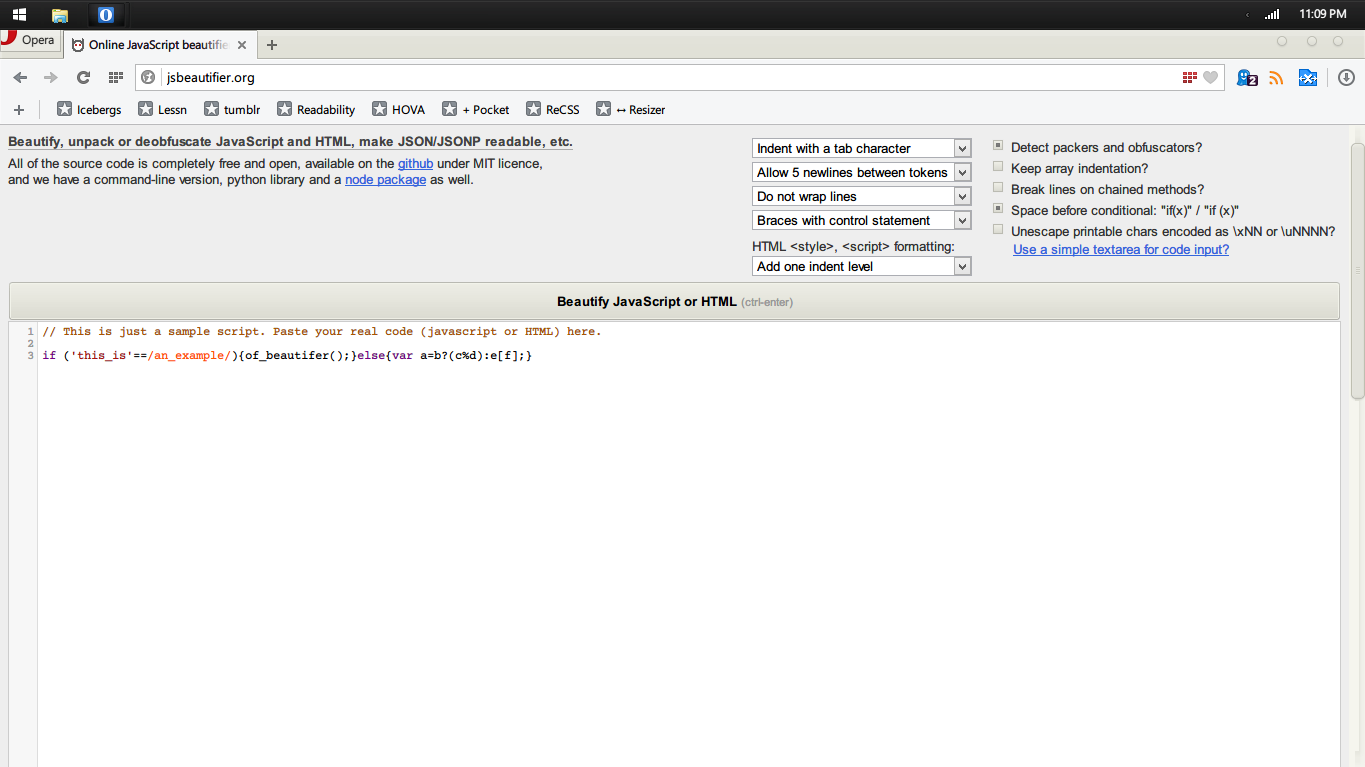 11:09 PM
Opera
Online JavaScript beautifie
jsbeautifier.org
2
Icebergs
Lessn
tumblr
Readability
HOVA
+ Pocket
ReCSS
↔ Resizer
Beautify, unpack or deobfuscate JavaScript and HTML, make JSON/JSONP readable, etc.
All of the source code is completely free and open, available on the github under MIT licence,
and we have a command-line version, python library and a node package as well.
Indent with a tab character
Allow 5 newlines between tokens
Do not wrap lines
Braces with control statement
HTML <style>, <script> formatting:
Add one indent level
Detect packers and obfuscators?
Keep array indentation?
Break lines on chained methods?
Space before conditional: "if(x)" / "if (x)"
Unescape printable chars encoded as \xNN or \uNNNN?
Use a simple textarea for code input?
Beautify JavaScript or HTML (ctrl-enter)
1 // This is just a sample script. Paste your real code (javascript or HTML) here.
2
3 if ('this_is'==/an_example/){of_beautifer();}else{var a=b?(c%d):e[f];}